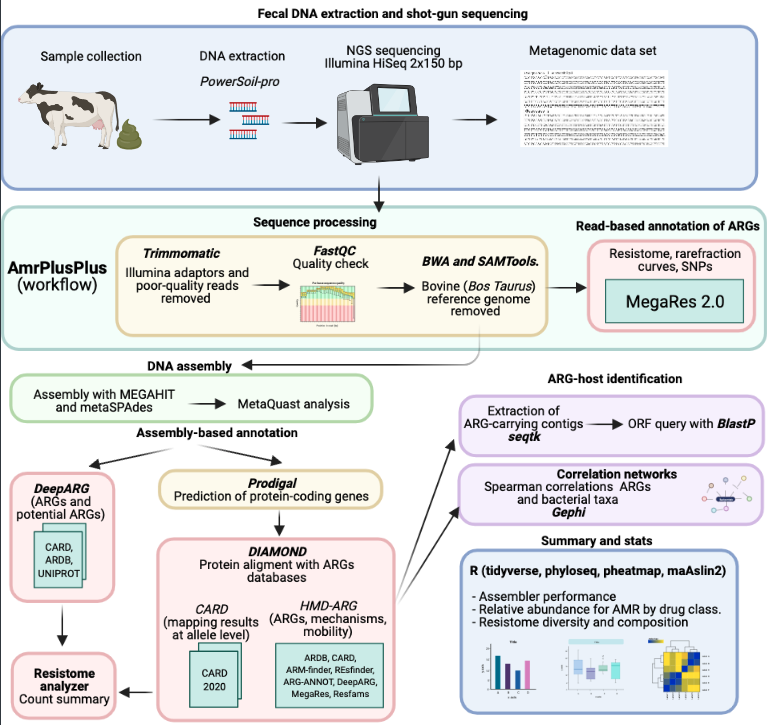 Fecal DNA extraction and shot-gun sequencing
Sample collection
DNA extraction
PowerSoil-pro
NGS sequencing
Illumina HiSeq 2x150 bp
Metagenomic data set
AmrPlusPlus
(workflow)
Sequence processing
Trimmomatic
Illumina adaptors and
poor-quality reads
removed
FastQC
Quality check
BWA and SAMTools.
Bovine (Bos Taurus)
reference genome
removed
Read-based annotation of ARGs
Resistome, rarefraction
curves, SNPs
MegaRes 2.0
DNA assembly
Assembly with MEGAHIT
and metaSPAdes
MetaQuast analysis
Assembly-based annotation
DeepARG
(ARGs and
potential ARGs)
CARD,
ARDB,
UNIPROT
Prodigal
Prediction of protein-coding genes
DIAMOND
Protein aligment with ARGs
databases
CARD
(mapping results
at allele level)
CARD
2020
HMD-ARG
(ARGs, mechanisms,
mobility)
ARDB, CARD,
ARM-finder, REsfinder,
ARG-ANNOT, DeepARG,
MegaRes, Resfams
Resistome
analyzer
Count summary
ARG-host identification
Extraction of
ARG-carrying contigs
seqtk
ORF query with BlastP
Correlation networks
Spearman correlations ARGs
and bacterial taxa
Gephi
Summary and stats
R (tidyverse, phyloseq, pheatmap, maAslin2)
- Assembler performance
- Relative abundance for AMR by drug class.
- Resistome diversity and composition